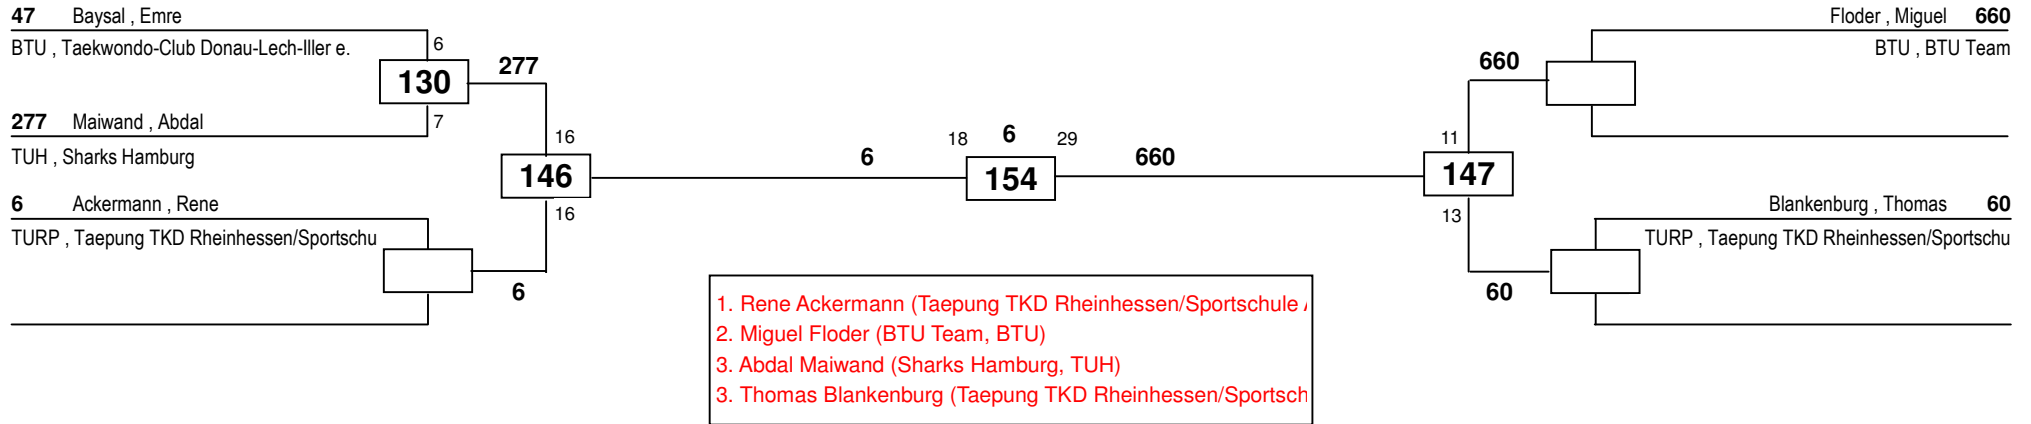 47 Baysal , Emre
BTU , Taekwondo-Club Donau-Lech-Iller e.
6
130
277
7
277 Maiwand , Abdal
TUH , Sharks Hamburg
16
146
16
6 Ackermann , Rene
TURP , Taepung TKD Rheinhessen/Sportschu
6
6
18 6 29
154
660
Floder , Miguel 660
BTU , BTU Team
660
11
147
13
Blankenburg , Thomas 60
TURP , Taepung TKD Rheinhessen/Sportschu
60
1. Rene Ackermann (Taepung TKD Rheinhessen/Sportschule
2. Miguel Floder (BTU Team, BTU)
3. Abdal Maiwand (Sharks Hamburg, TUH)
3. Thomas Blankenburg (Taepung TKD Rheinhessen/Sportsch